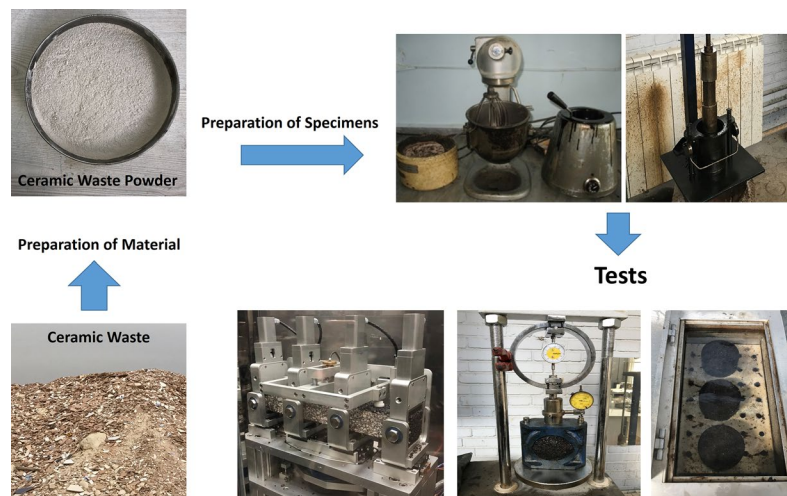 Ceramic Waste Powder
Preparation of Specimens
Preparation of Material
Tests
Ceramic Waste